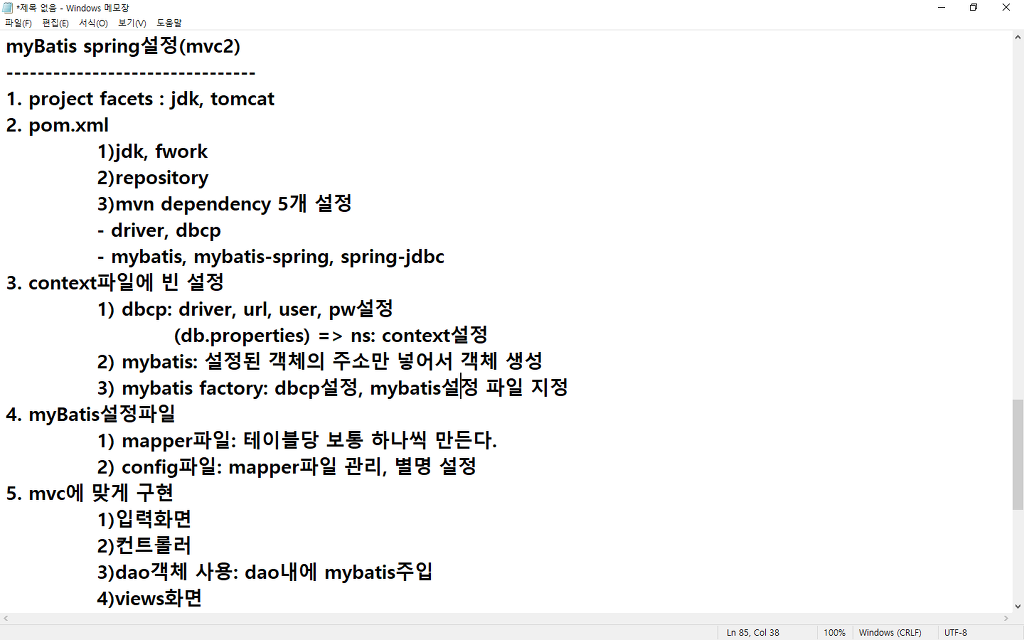 *제목 없음 - Windows 메모장
파일(F) 편집(E) 서식(O) 보기(V) 도움말
myBatis spring설정(mvc2)
--------------------------------
1. project facets : jdk, tomcat
2. pom.xml
1)jdk, fwork
2)repository
3)mvn dependency 5개 설정
- driver, dbcp
- mybatis, mybatis-spring, spring-jdbc
3. context파일에 빈 설정
1) dbcp: driver, url, user, pw설정
(db.properties) => ns: context설정
2) mybatis: 설정된 객체의 주소만 넣어서 객체 생성
3) mybatis factory: dbcp설정, mybatis설정 파일 지정
4. myBatis설정파일
1) mapper파일: 테이블당 보통 하나씩 만든다.
2) config파일: mapper파일 관리, 별명 설정
5. mvc에 맞게 구현
1)입력화면
2)컨트롤러
3)dao객체 사용: dao내에 mybatis주입
4)views화면
Ln 85, Col 38 100% Windows (CRLF) UTF-8